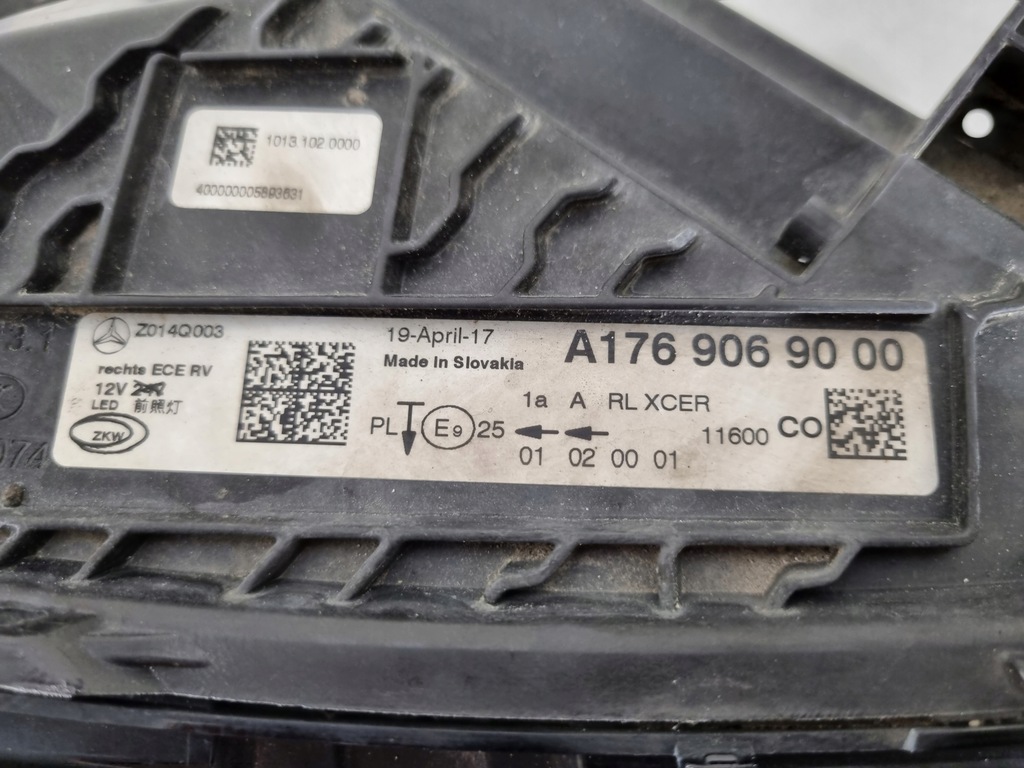 1013.102.0000
400000005893631
Z014Q003
rechts ECE RV
12V
LED 前照灯
ZKW
19-April-17
Made in Slovakia
A176 906 90 00
1a A RL XCER
PL E9 25
01 02 00 01
11600 CO
074